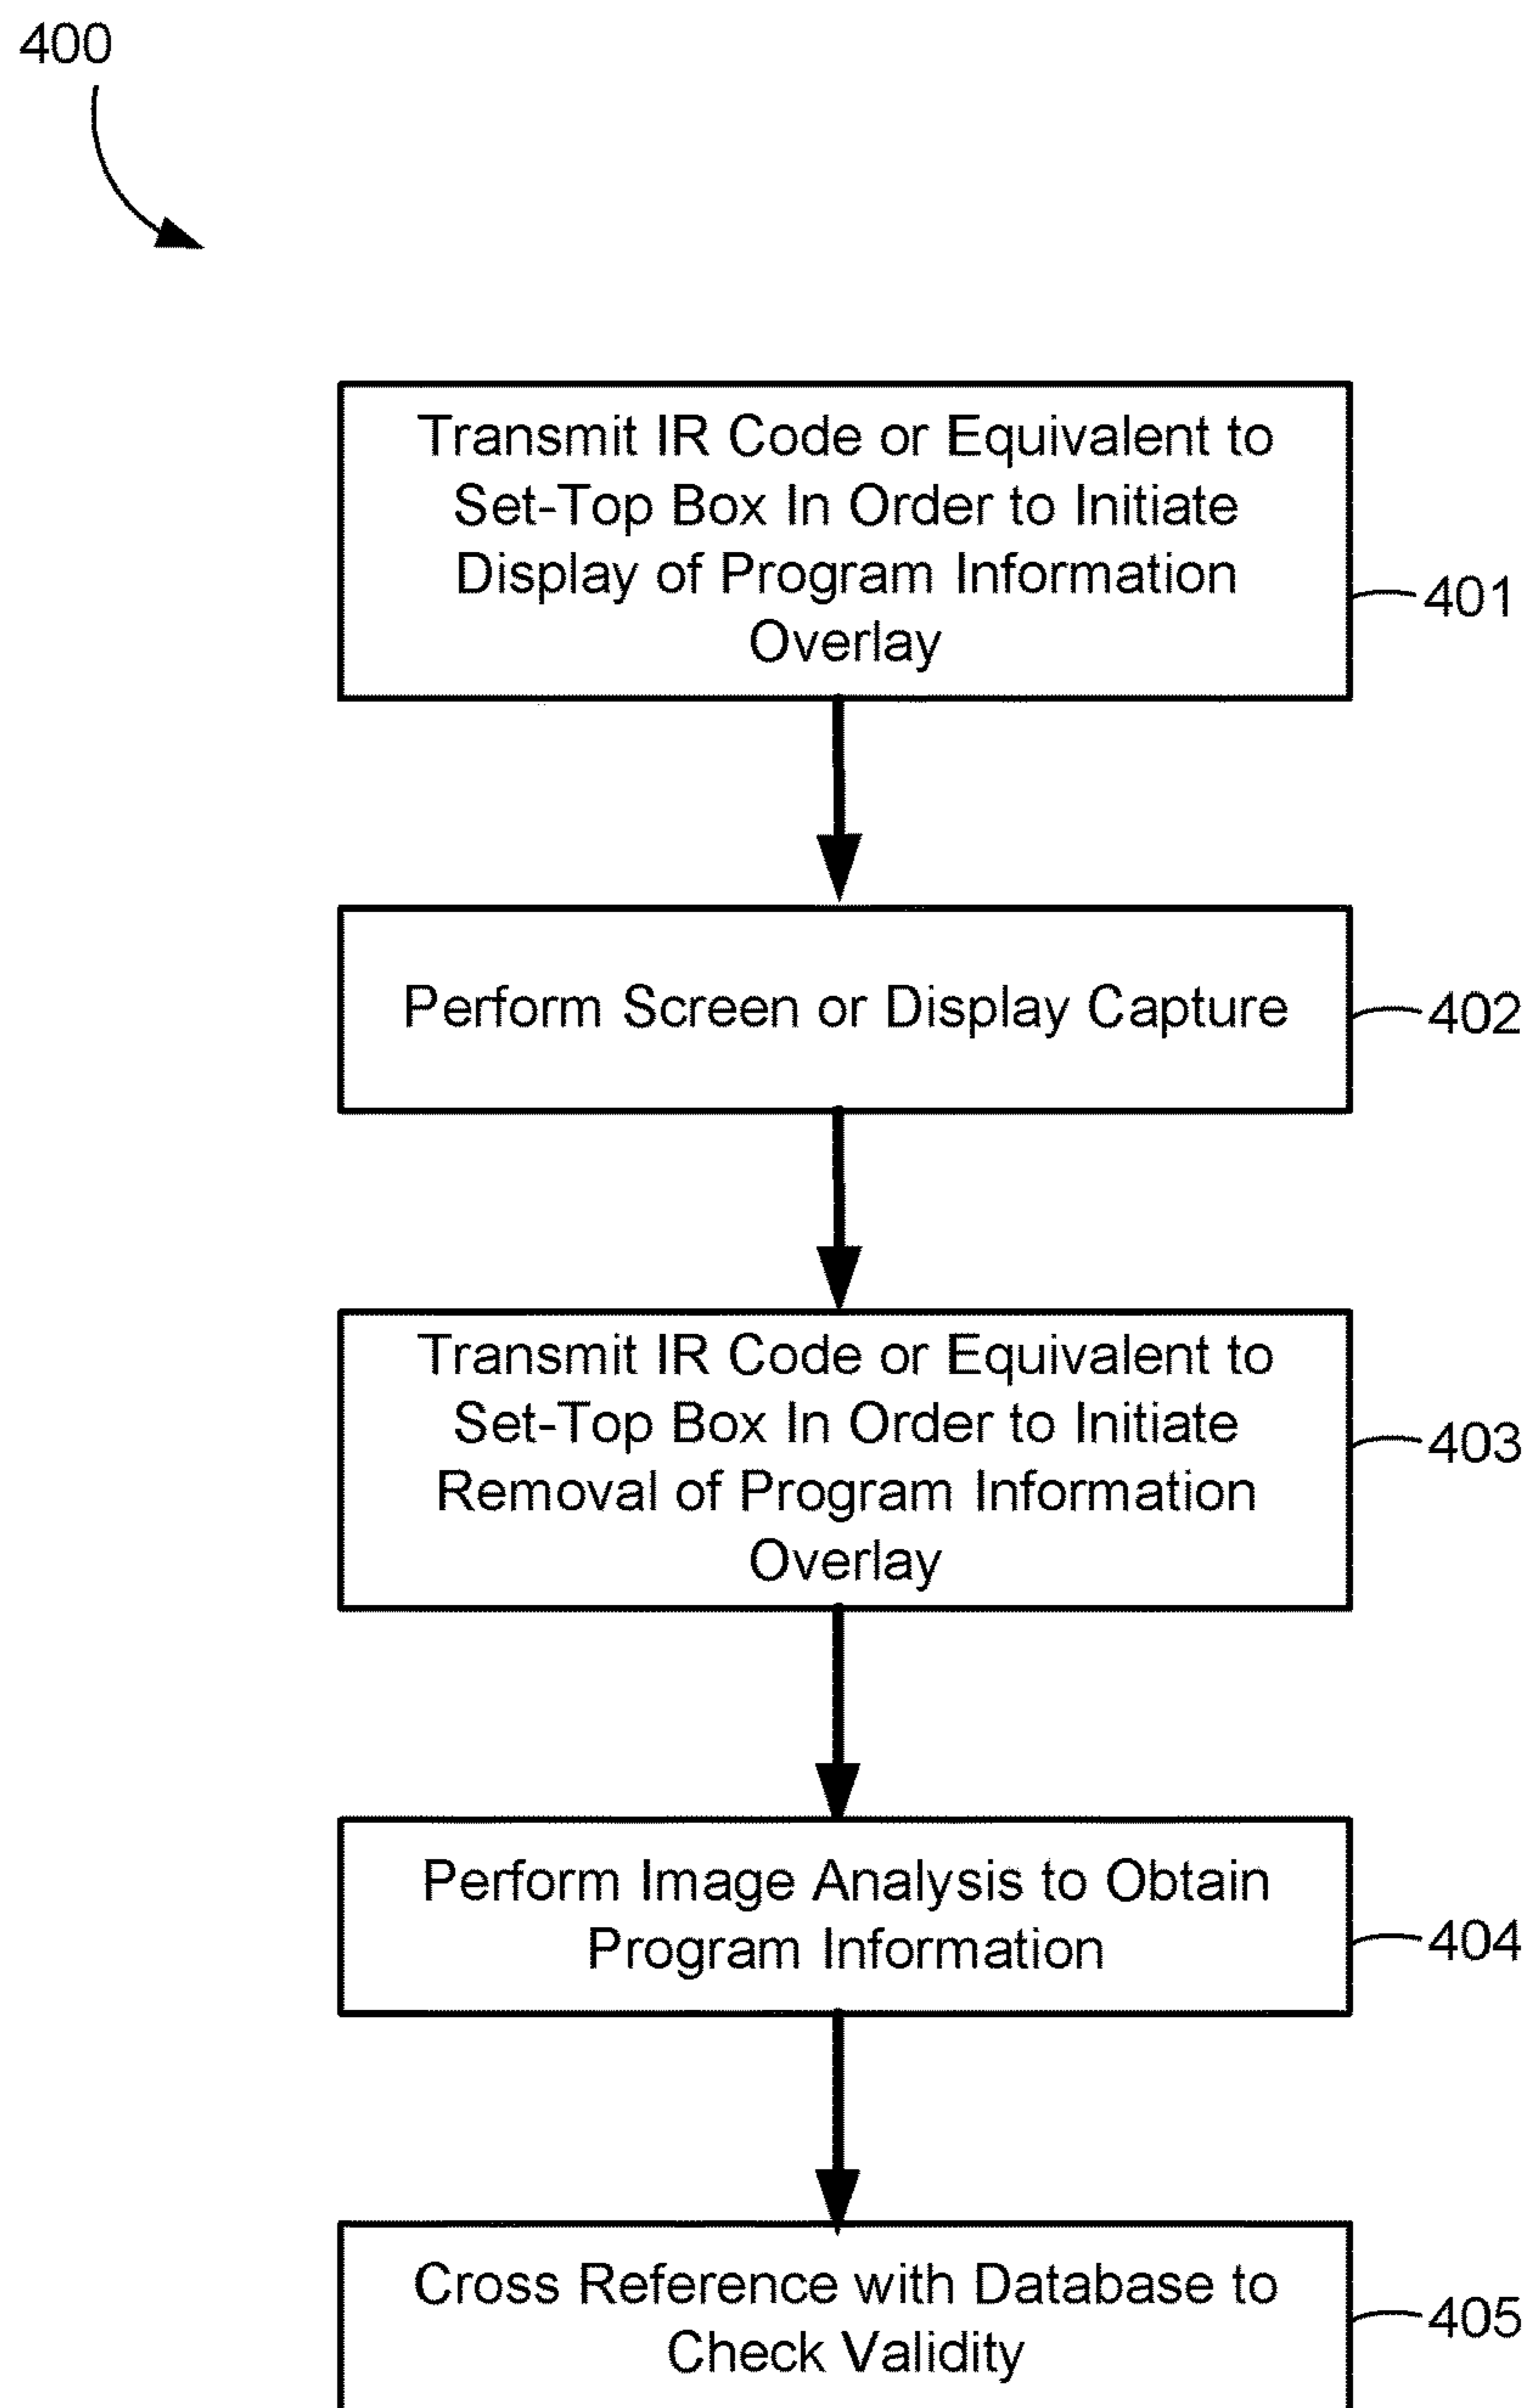 400
Transmit IR Code or Equivalent to
Set-Top Box In Order to Initiate
Display of Program Information
Overlay
401
Perform Screen or Display Capture
402
Transmit IR Code or Equivalent to
Set-Top Box In Order to Initiate
Removal of Program Information
Overlay
403
Perform Image Analysis to Obtain
Program Information
404
Cross Reference with Database to
Check Validity
405